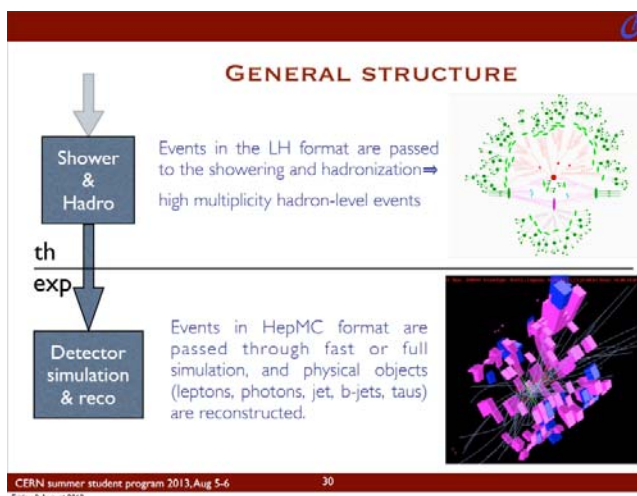 GENERAL STRUCTURE
Shower
& Hadro
Events in the LH format are passed
to the showering and hadronization⇒
high multiplicity hadron-level events
th
exp
Detector
simulation
& reco
Events in HepMC format are
passed through fast or full
simulation, and physical objects
(leptons, photons, jet, b-jets, taus)
are reconstructed.
CERN summer student program 2013, Aug 5-6
30